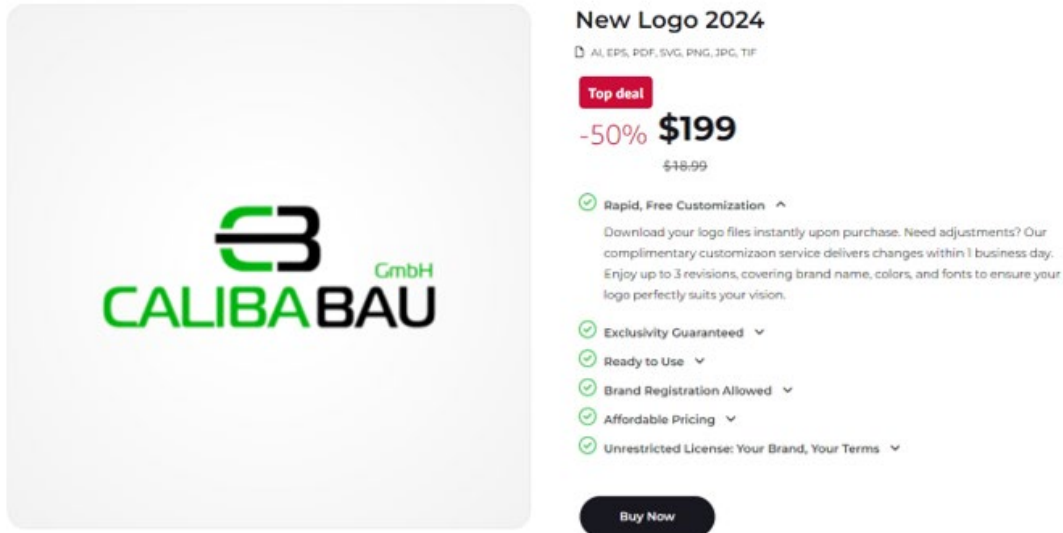 GmbH
CALIBA BAU
New Logo 2024
AI, EPS, PDF, SVG, PNG, JPG, TIF
Top deal
-50% $199
$18.99
Rapid, Free Customization
Download your logo files instantly upon purchase. Need adjustments? Our
complimentary customizaon service delivers changes within 1 business day.
Enjoy up to 3 revisions, covering brand name, colors, and fonts to ensure your
logo perfectly suits your vision.
Exclusivity Guaranteed
Ready to Use
Brand Registration Allowed
Affordable Pricing
Unrestricted License: Your Brand, Your Terms
Buy Now